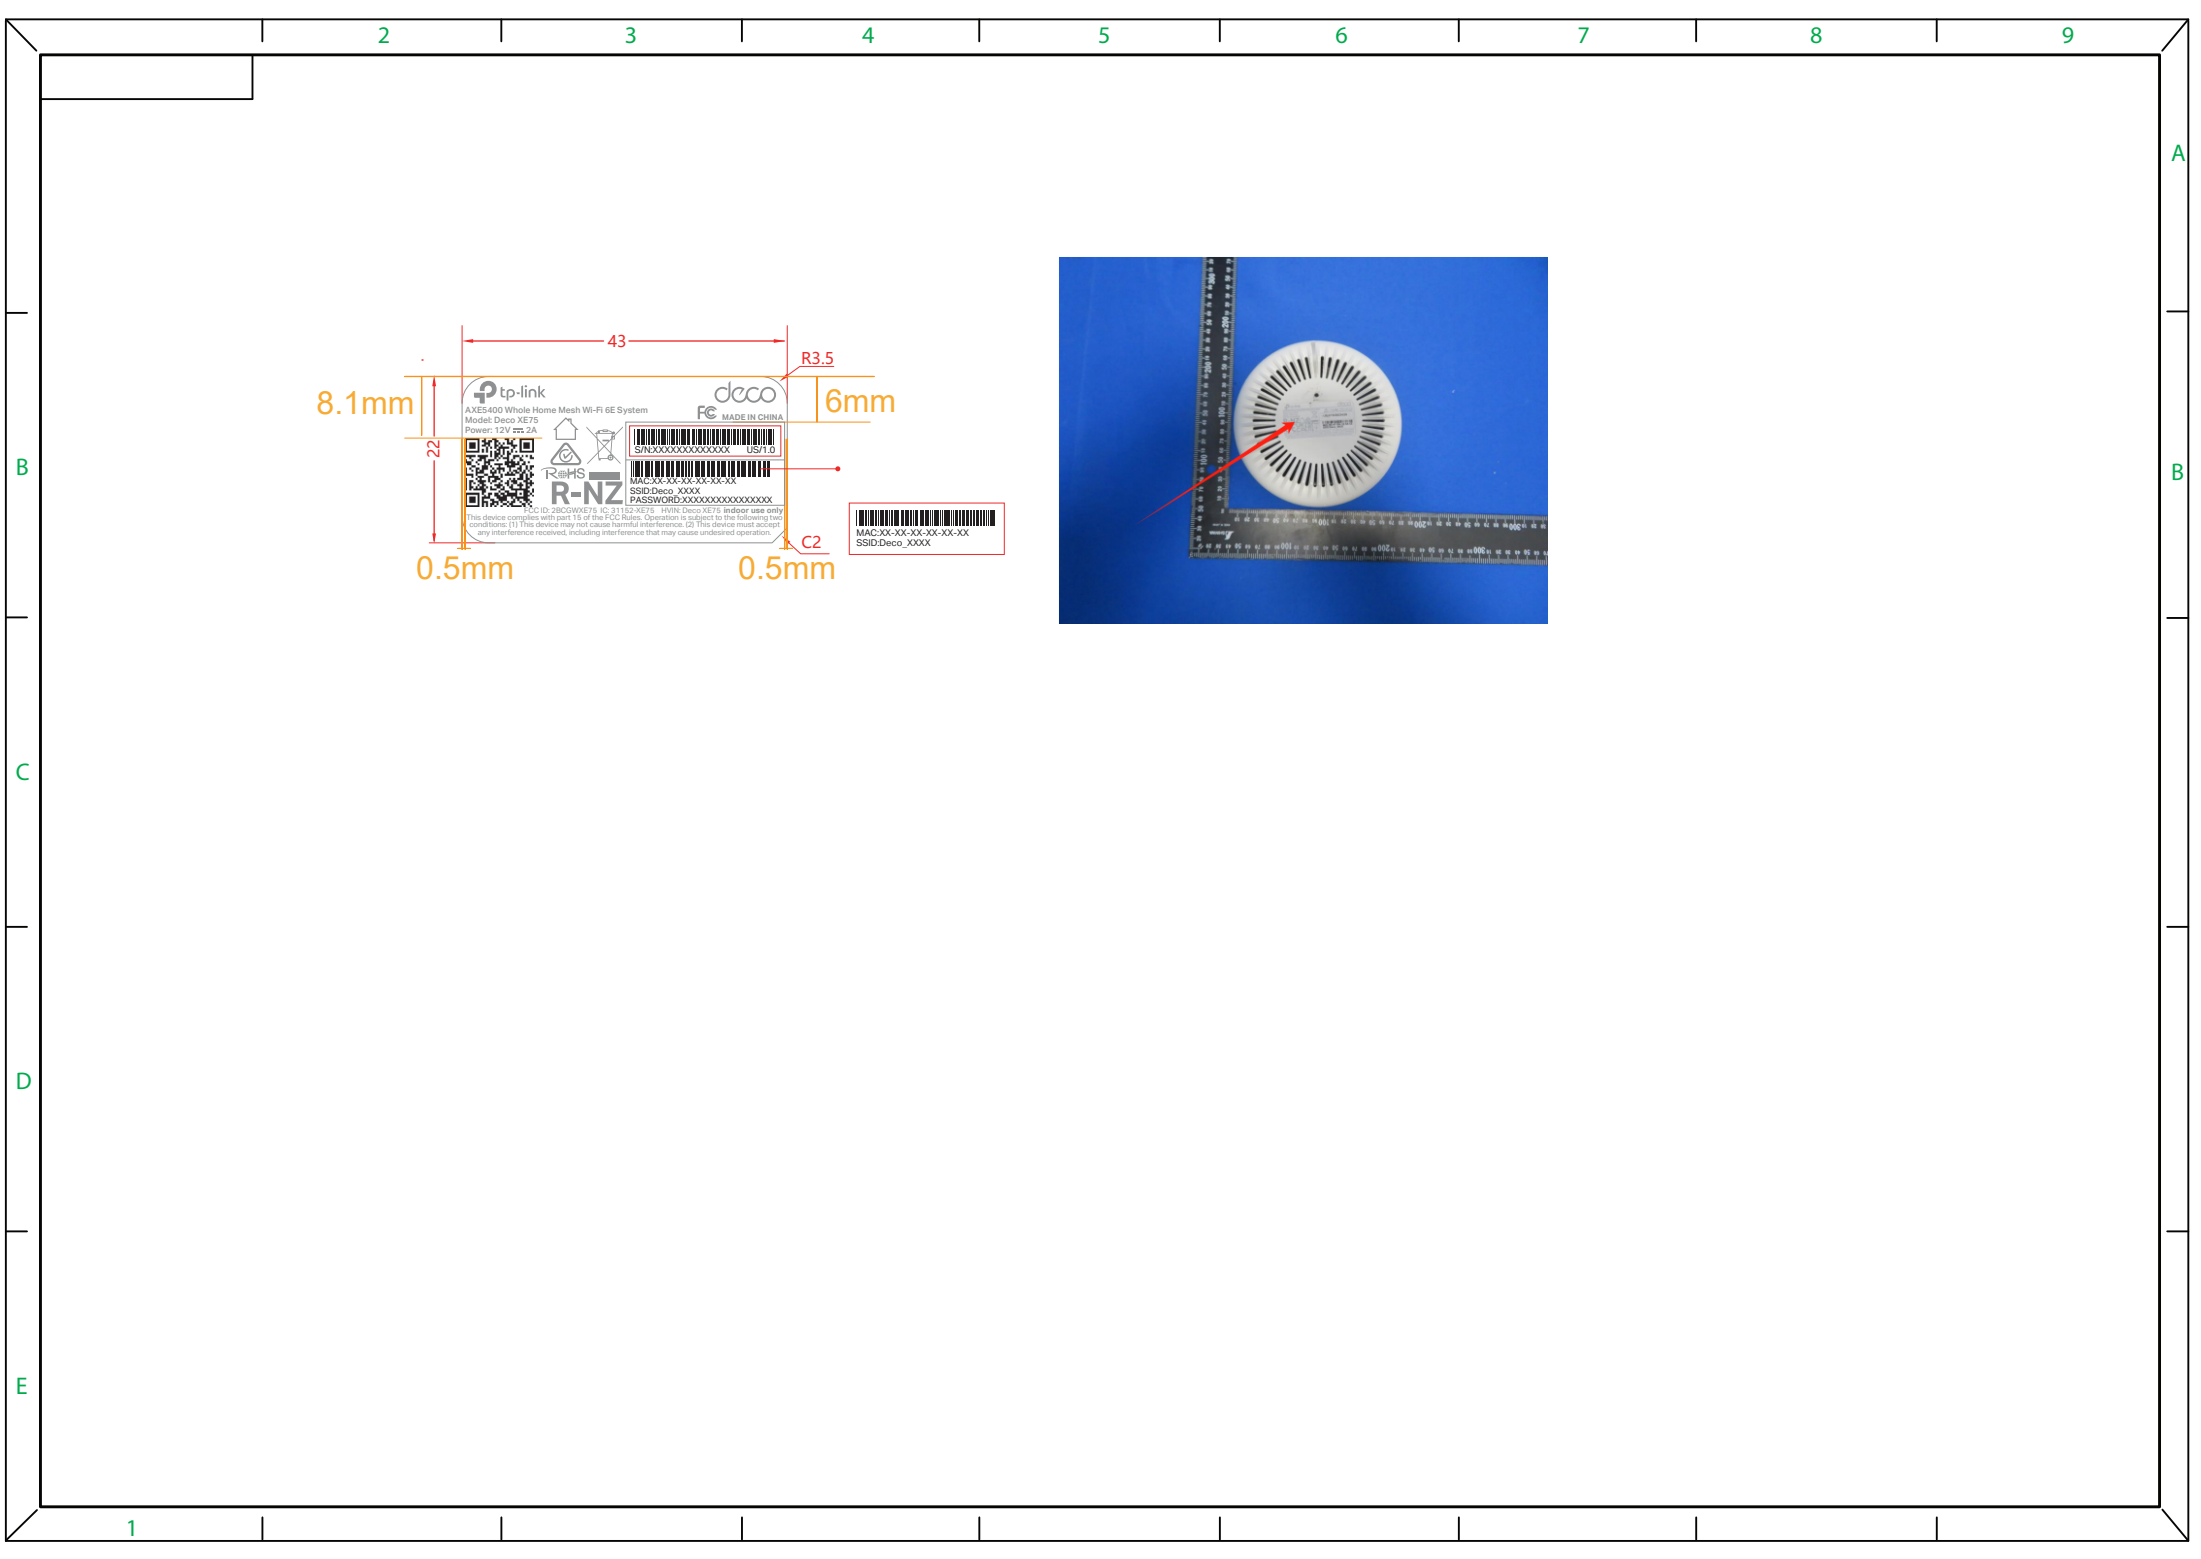 2 3 4 5 6 7 8 9
A
43
R3.5
8.1mm
tp-link
deco
6mm
AXE5400 Whole Home Mesh Wi-Fi 6E System
Model: Deco XE75
FC MADE IN CHINA
Power: 12V ⎓ 2A
22
S/N:XXXXXXXXXXXXXX US/1.0
B
B
RoHS
MAC:XX-XX-XX-XX-XX-XX
SSID:Deco_XXXX
R-NZ
PASSWORD:XXXXXXXXXXXXXXXXX
FCC ID: 2BCGWXE75 IC: 31152-XE75 HVIN: Deco XE75 indoor use only
This device complies with part 15 of the FCC Rules. Operation is subject to the following two
conditions: (1) This device may not cause harmful interference. (2) This device must accept
any interference received, including interference that may cause undesired operation.
C2
MAC:XX-XX-XX-XX-XX-XX
SSID:Deco_XXXX
0.5mm
0.5mm
C
D
E
1